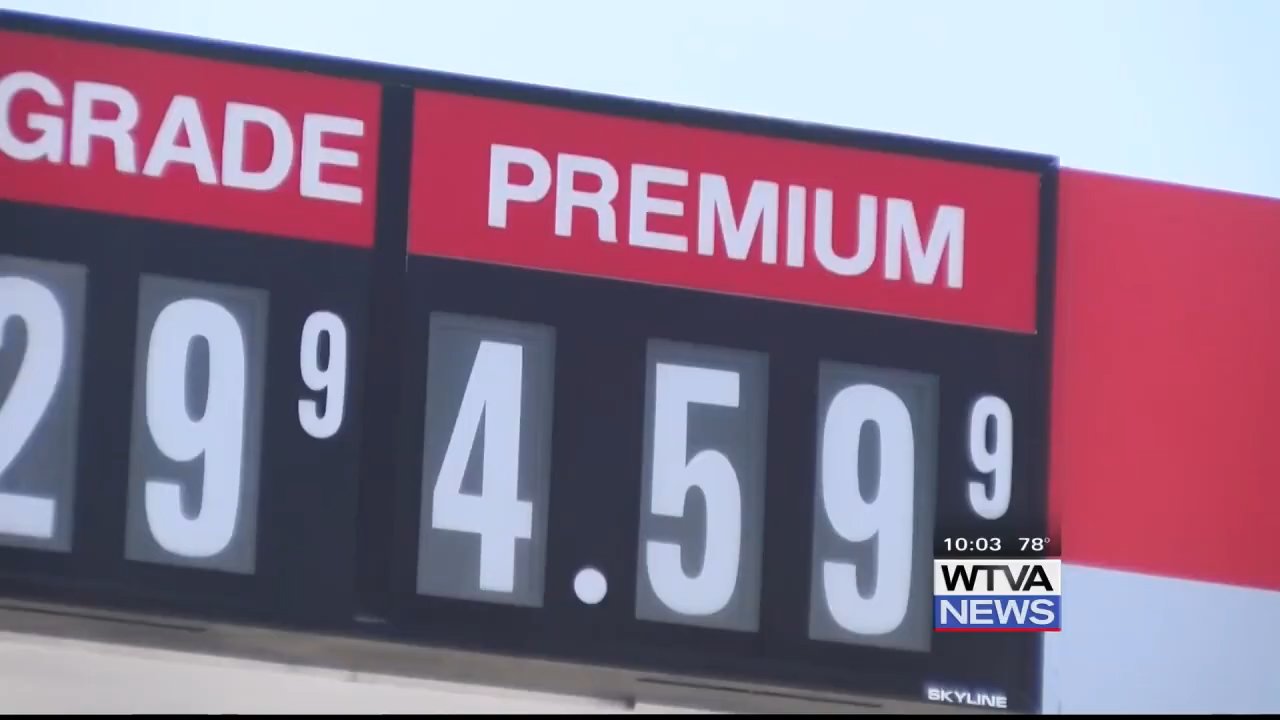 GRADE
PREMIUM
29 9
4.59 9
10:03 78°
WTVA
NEWS
SKYLINE